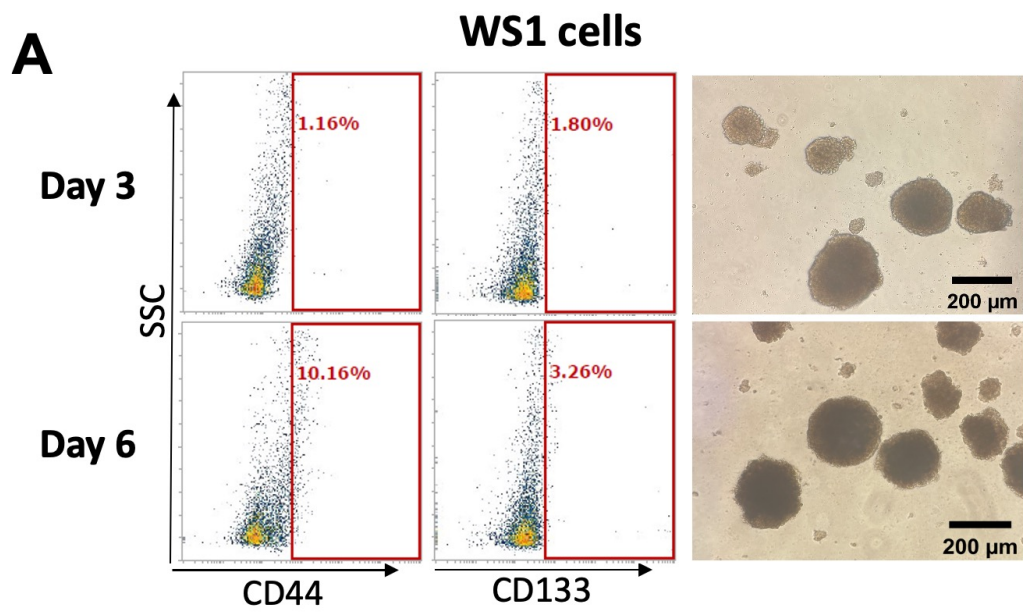 WS1 cells
A
Day 3
1.16%
1.80%
200 µm
SSC
Day 6
10.16%
3.26%
200 µm
CD44
CD133